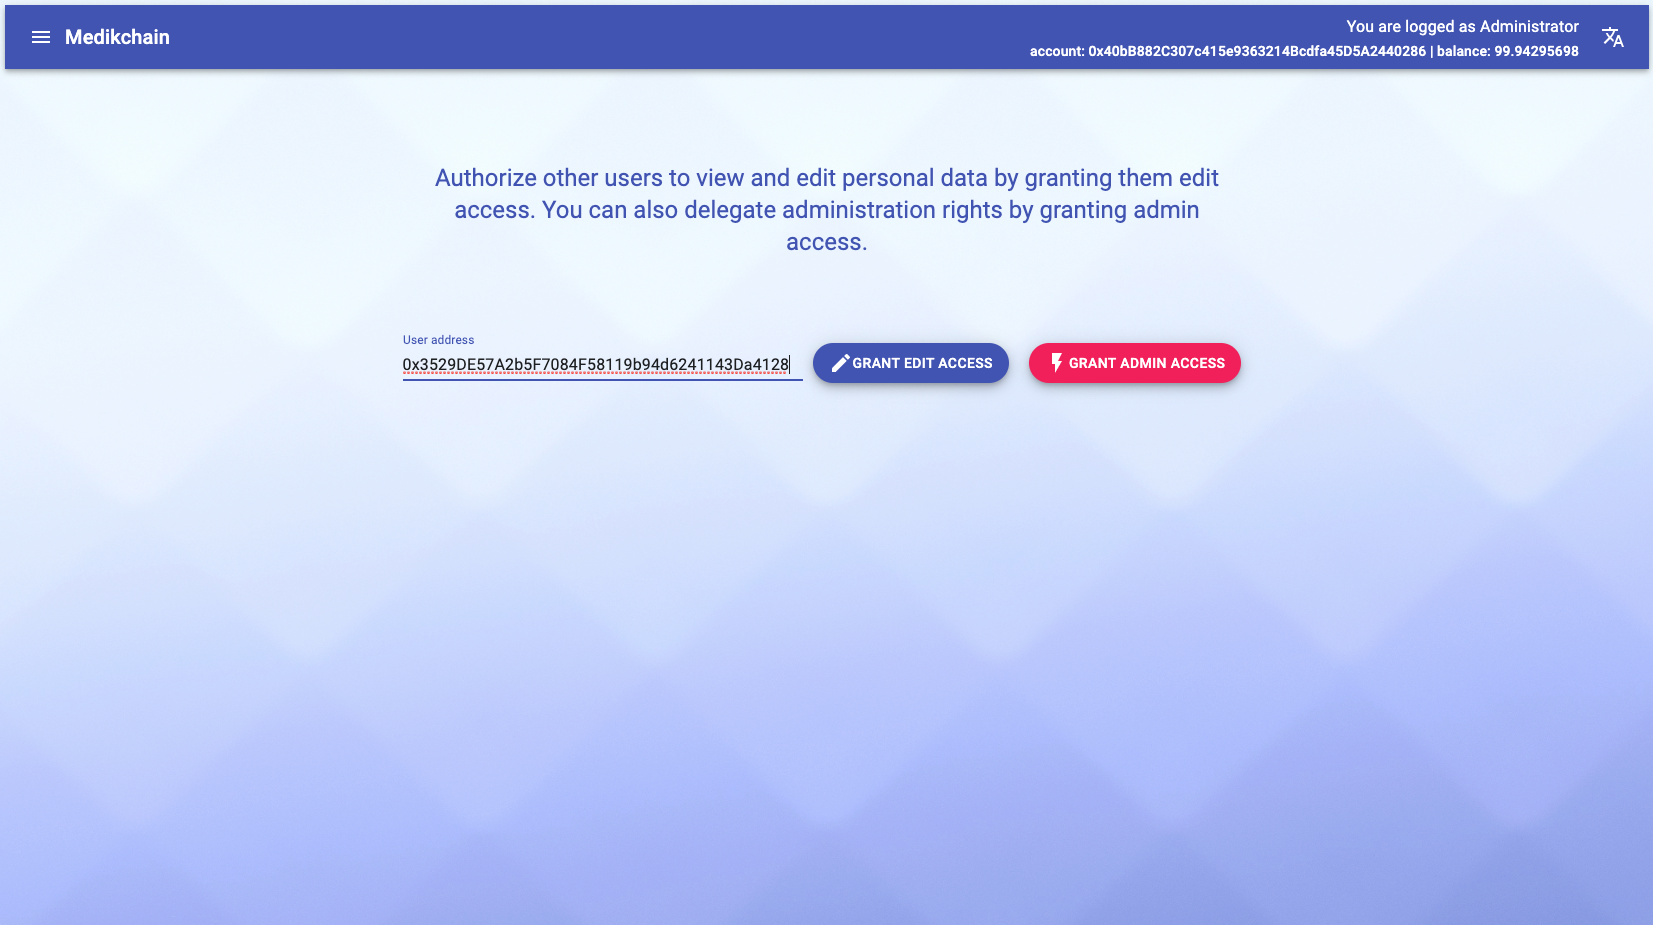 Medikchain
You are logged as Administrator
account: 0x40bB882C307c415e9363214Bcdfa45D5A2440286 | balance: 99.94295698
Authorize other users to view and edit personal data by granting them edit
access. You can also delegate administration rights by granting admin
access.
User address
0x3529DE57A2b5F7084F58119b94d6241143Da4128
GRANT EDIT ACCESS
GRANT ADMIN ACCESS